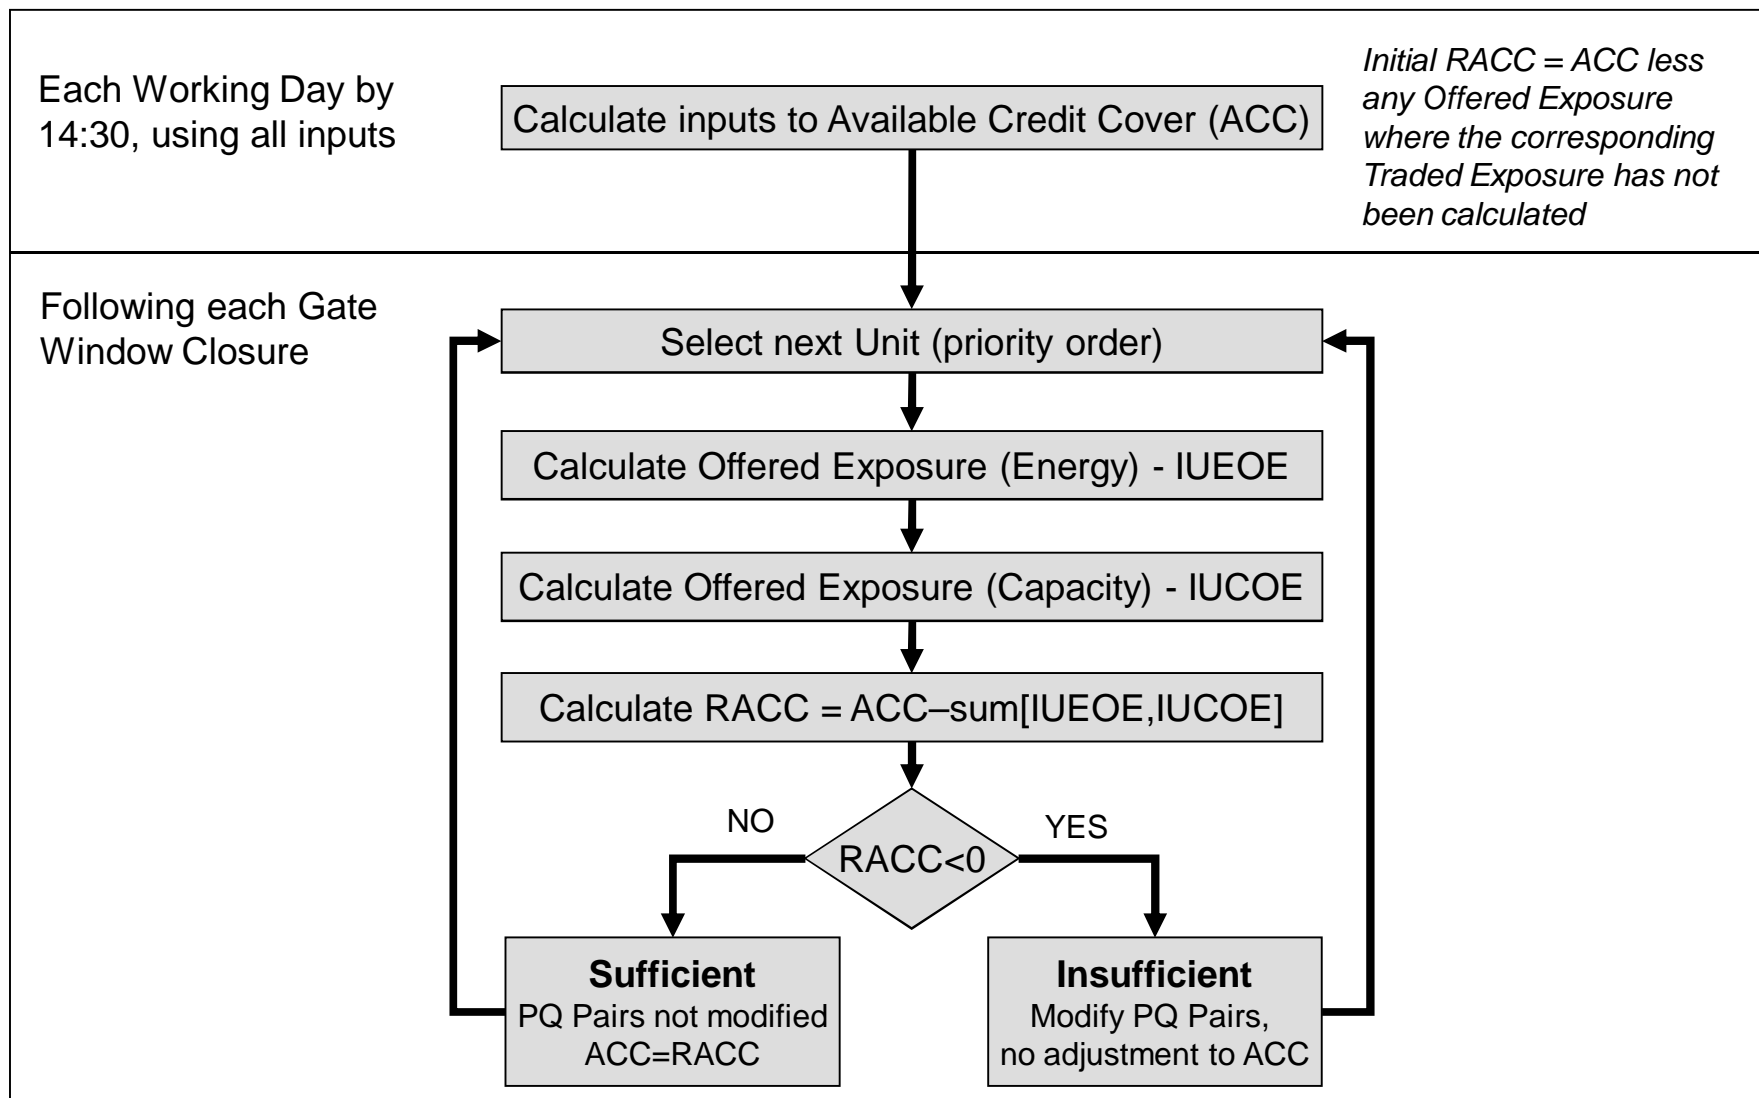 Each Working Day by
14:30, using all inputs
Calculate inputs to Available Credit Cover (ACC)
Initial RACC = ACC less
any Offered Exposure
where the corresponding
Traded Exposure has not
been calculated
Following each Gate
Window Closure
Select next Unit (priority order)
Calculate Offered Exposure (Energy) - IUEOE
Calculate Offered Exposure (Capacity) - IUCOE
Calculate RACC = ACC–sum[IUEOE,IUCOE]
NO
YES
RACC<0
Sufficient
PQ Pairs not modified
ACC=RACC
Insufficient
Modify PQ Pairs,
no adjustment to ACC